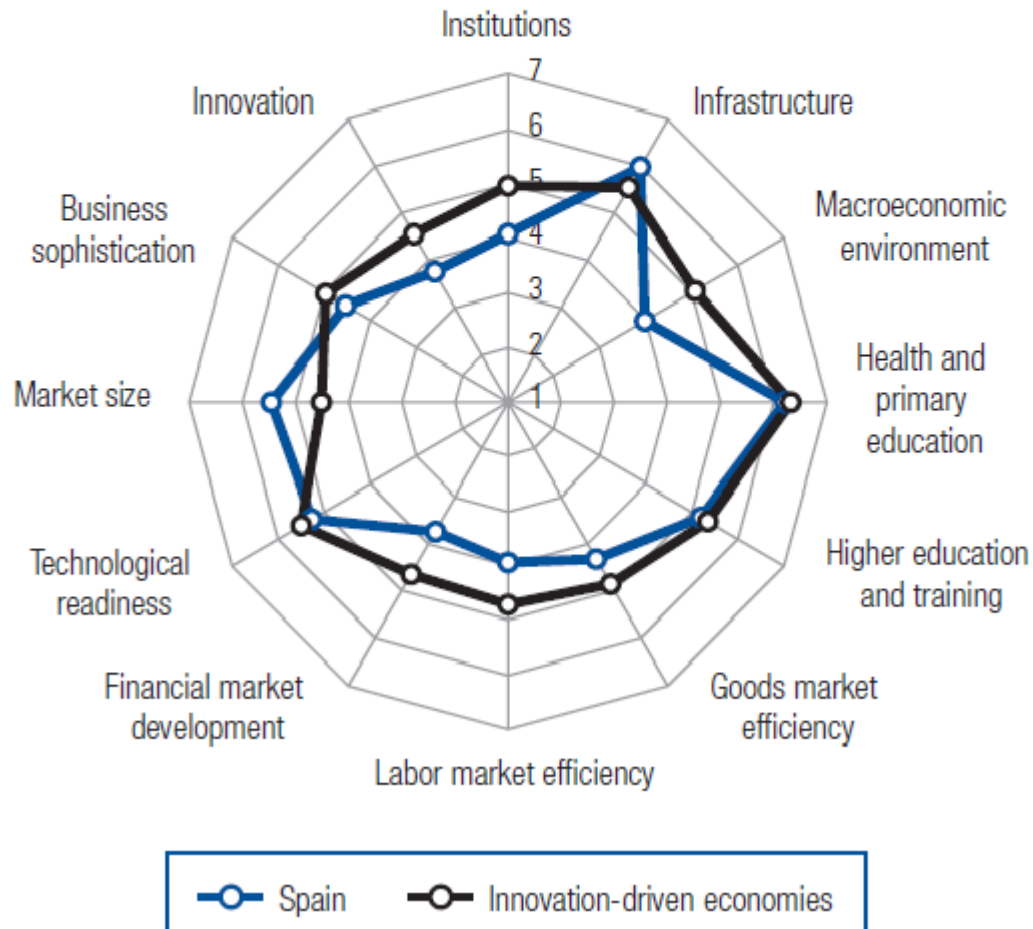 Institutions
7
Innovation
Infrastructure
6
5
Business
sophistication
Macroeconomic
environment
4
3
2
Market size
1
Health and
primary
education
Technological
readiness
Higher education
and training
Financial market
development
Goods market
efficiency
Labor market efficiency
Spain
Innovation-driven economies